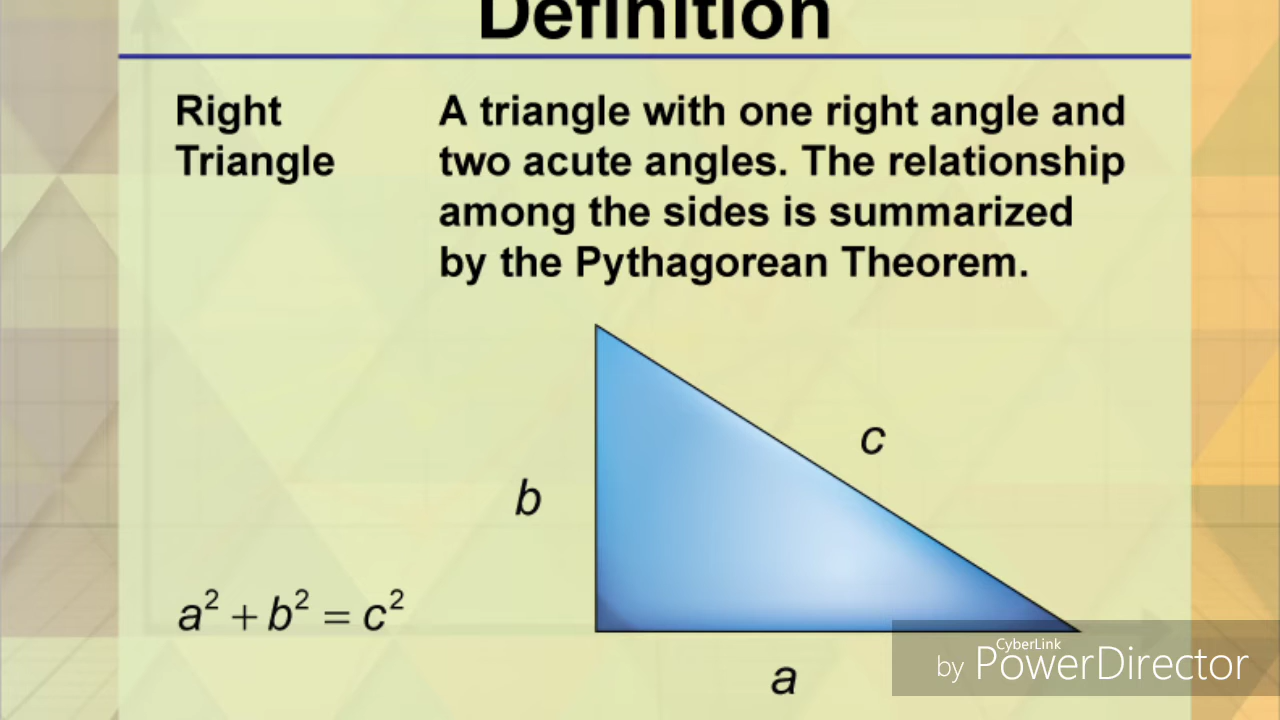 Definition
Right
Triangle
A triangle with one right angle and
two acute angles. The relationship
among the sides is summarized
by the Pythagorean Theorem.
c
b
a² + b² = c²
a
CyberLink
by PowerDirector